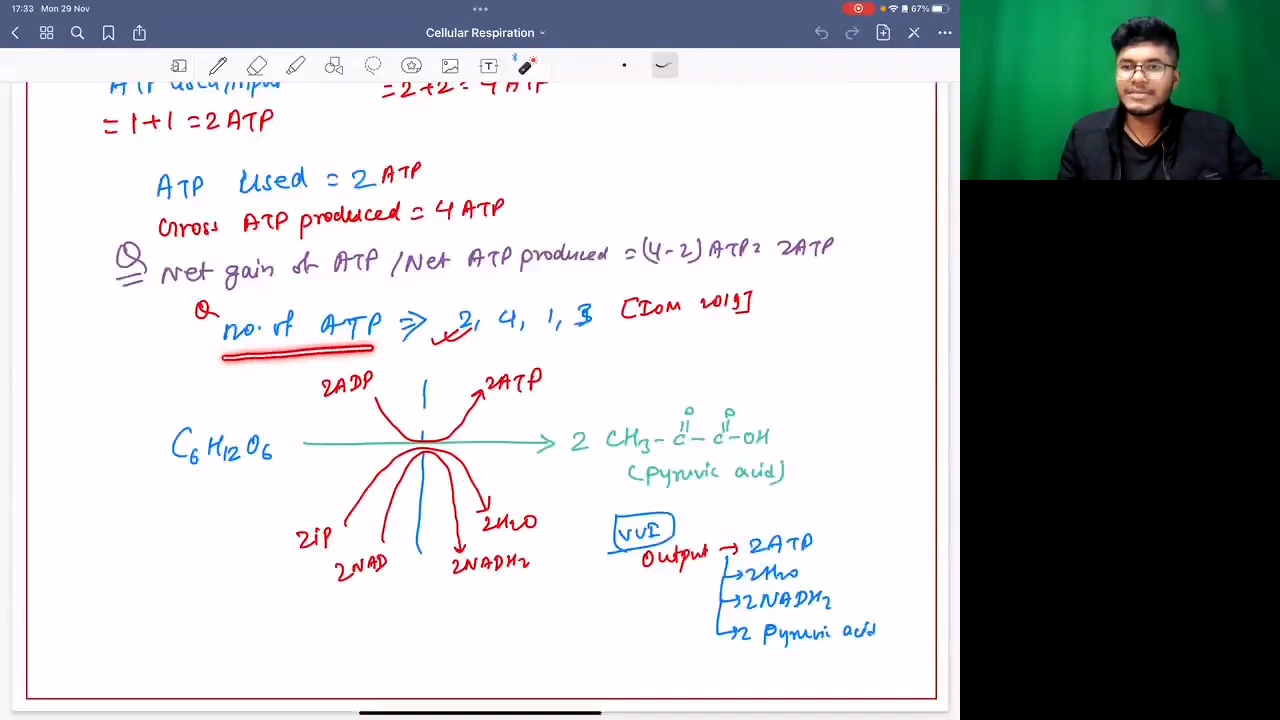 17:33 Mon 29 Nov
67%
Cellular Respiration
ATP used/input
= 2+2 = 4 ATP
= 1+1 = 2 ATP
ATP Used = 2 ATP
Gross ATP produced = 4 ATP
Q Net gain of ATP /Net ATP produced = (4-2) ATP = 2ATP
Q no. of ATP ⇒ 2, 4, 1, 3 [IOM 2019]
2ADP 2ATP
C6H12O6 2 CH3-C-C-OH
O O
(pyruvic acid)
2iP 2H2O
2NAD 2NADH2
VVI
Output → 2ATP
→ 2H2O
→ 2NADH2
→ 2 pyruvic acid